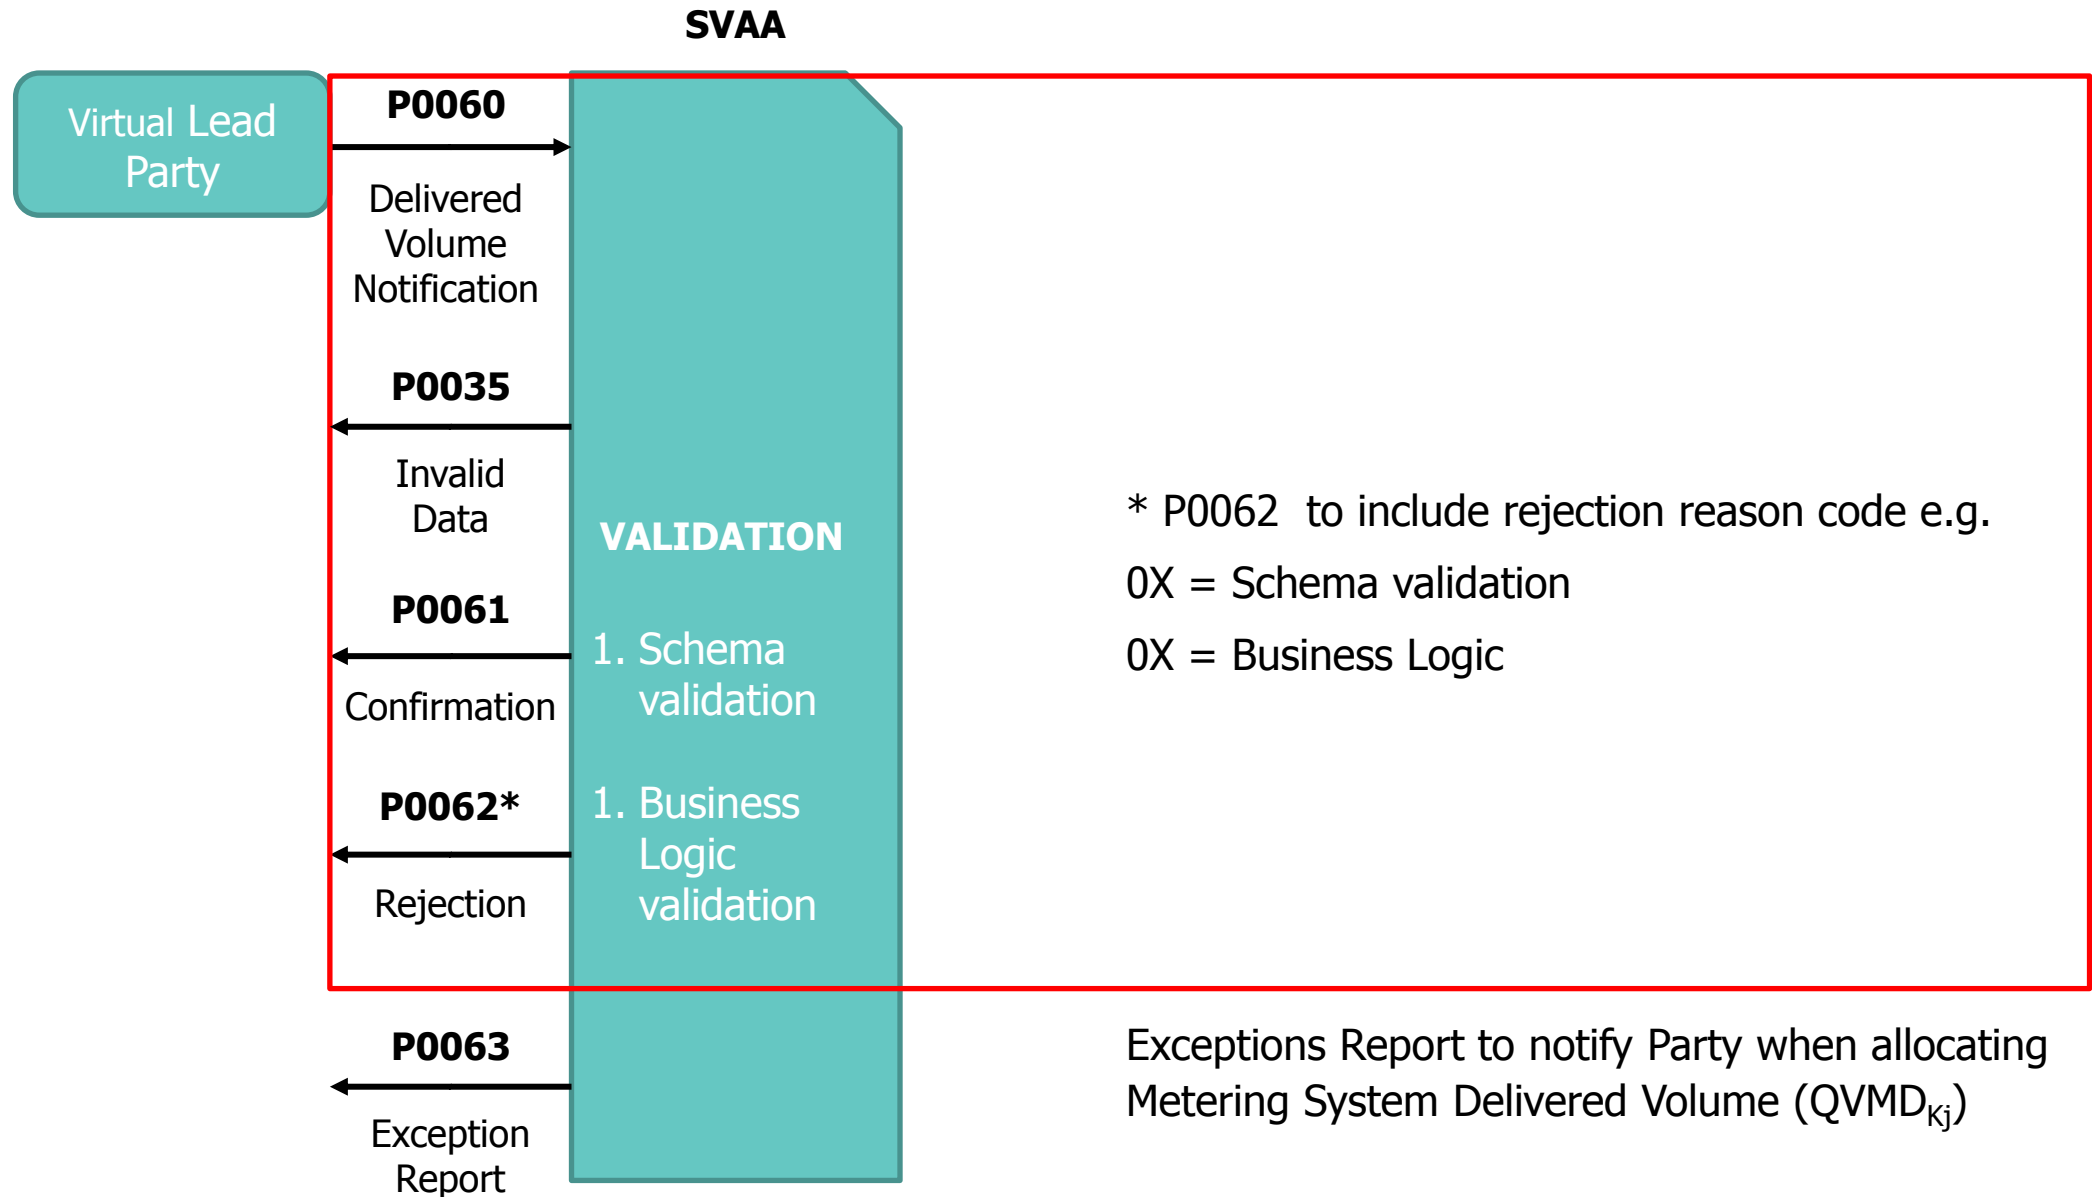 SVAA
Virtual Lead
Party
P0060
Delivered
Volume
Notification
P0035
Invalid
Data
P0061
Confirmation
P0062*
Rejection
P0063
Exception
Report
VALIDATION
1. Schema
validation
1. Business
Logic
validation
* P0062 to include rejection reason code e.g.
0X = Schema validation
0X = Business Logic
Exceptions Report to notify Party when allocating
Metering System Delivered Volume (QVMDKj)